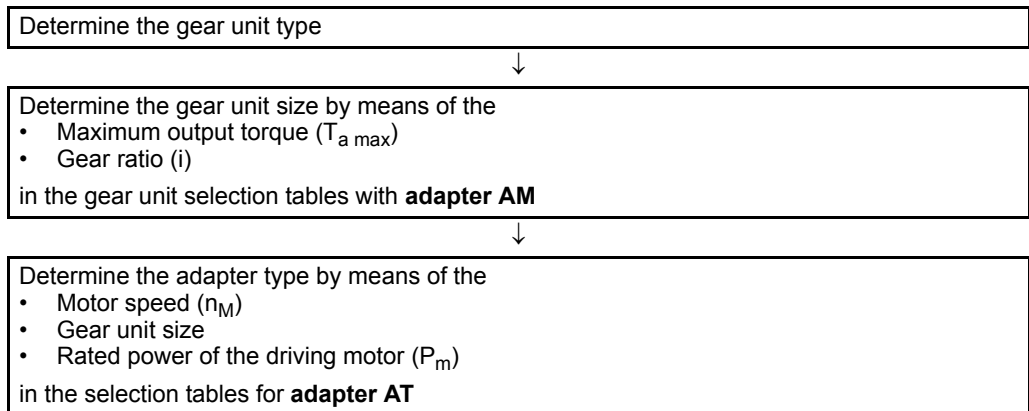 Determine the gear unit type
↓
Determine the gear unit size by means of the
• Maximum output torque (Ta max)
• Gear ratio (i)
in the gear unit selection tables with adapter AM
↓
Determine the adapter type by means of the
• Motor speed (nM)
• Gear unit size
• Rated power of the driving motor (Pm)
in the selection tables for adapter AT